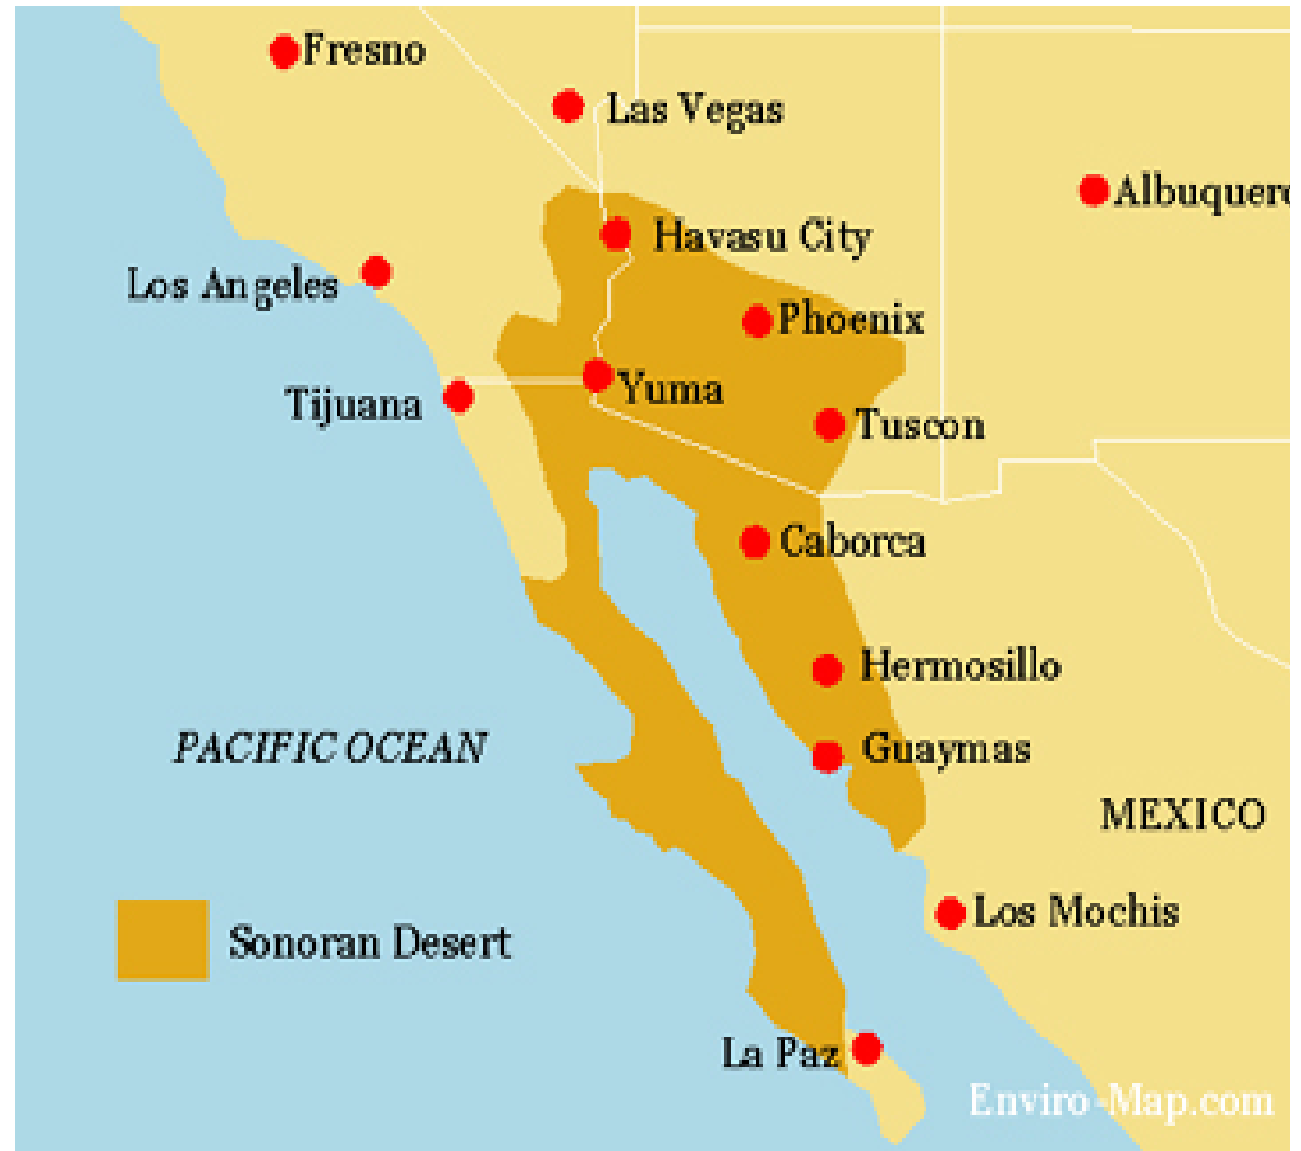 Fresno
Las Vegas
Albuquerq
Havasu City
Los Angeles
Phoenix
Yuma
Tijuana
Tuscon
Caborca
Hermosillo
PACIFIC OCEAN
Guaymas
MEXICO
Los Mochis
Sonoran Desert
La Paz
Enviro-Map.com